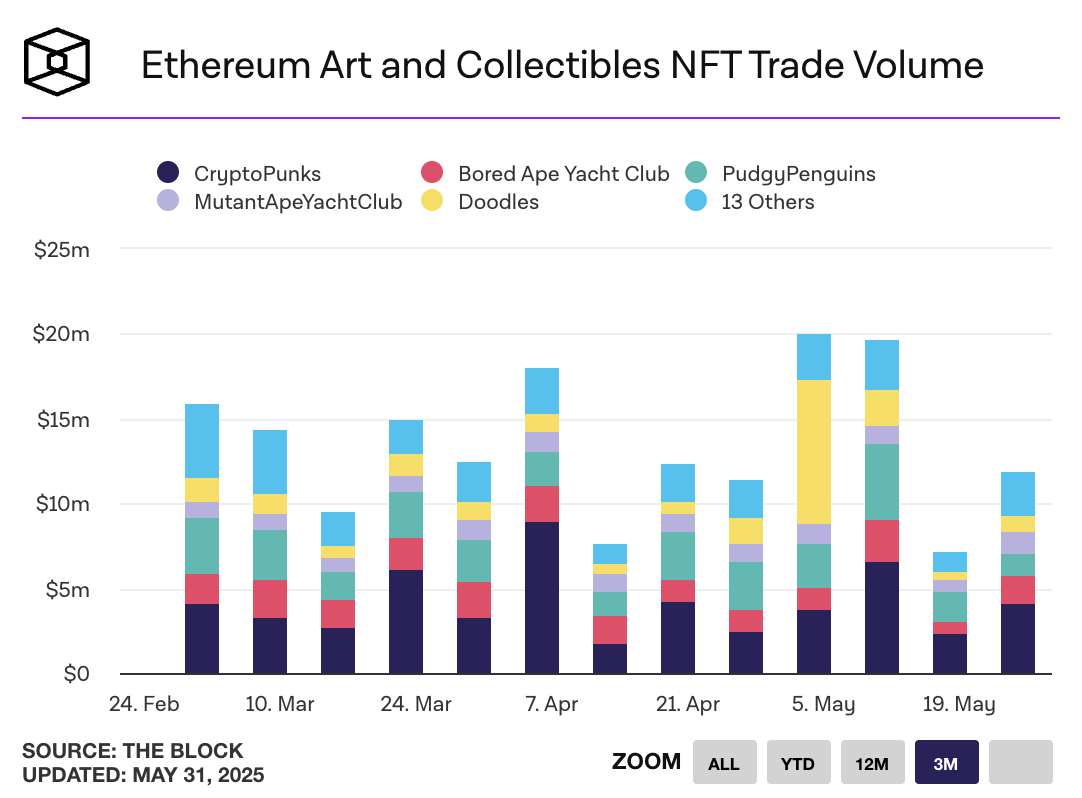 Ethereum Art and Collectibles NFT Trade Volume
CryptoPunks
Bored Ape Yacht Club
PudgyPenguins
MutantApeYachtClub
Doodles
13 Others
$25m
$20m
$15m
$10m
$5m
$0
24. Feb
10. Mar
24. Mar
7. Apr
21. Apr
5. May
19. May
SOURCE: THE BLOCK
UPDATED: MAY 31, 2025
ZOOM
ALL
YTD
12M
3M